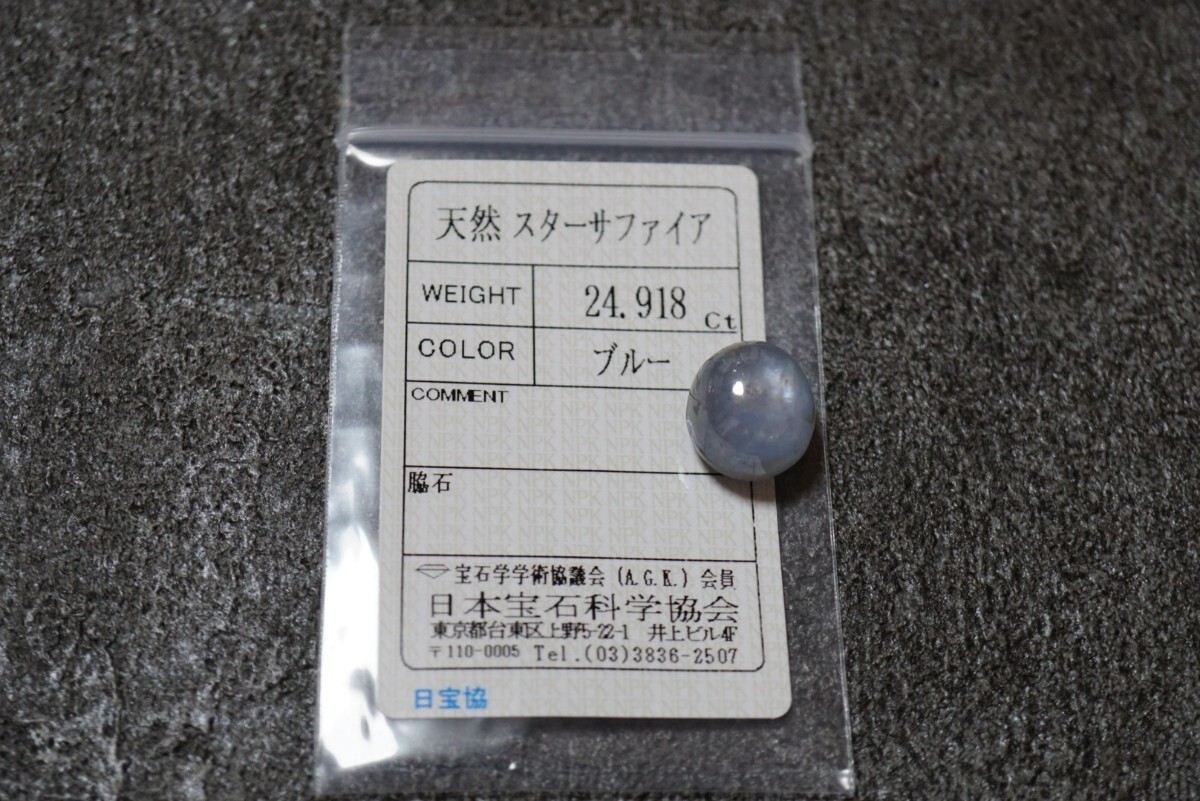 天然 スターサファイア
WEIGHT 24.918 Ct
COLOR ブルー
COMMENT
脇石
宝石学学術協議会 (A.G.K.) 会員
日本宝石科学協会
東京都台東区上野5-22-1 井上ビル4F
〒110-0005 Tel.(03)3836-2507
日宝協